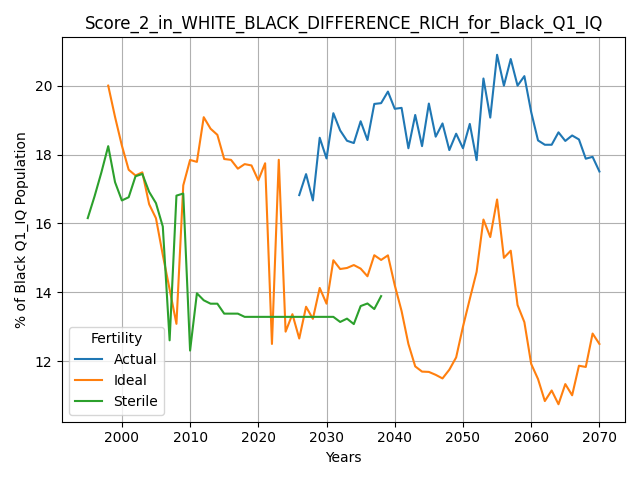 Score_2_in_WHITE_BLACK_DIFFERENCE_RICH_for_Black_Q1_IQ
% of Black Q1_IQ Population
20
18
16
14
12
Fertility
Actual
Ideal
Sterile
2000 2010 2020 2030 2040 2050 2060 2070
Years